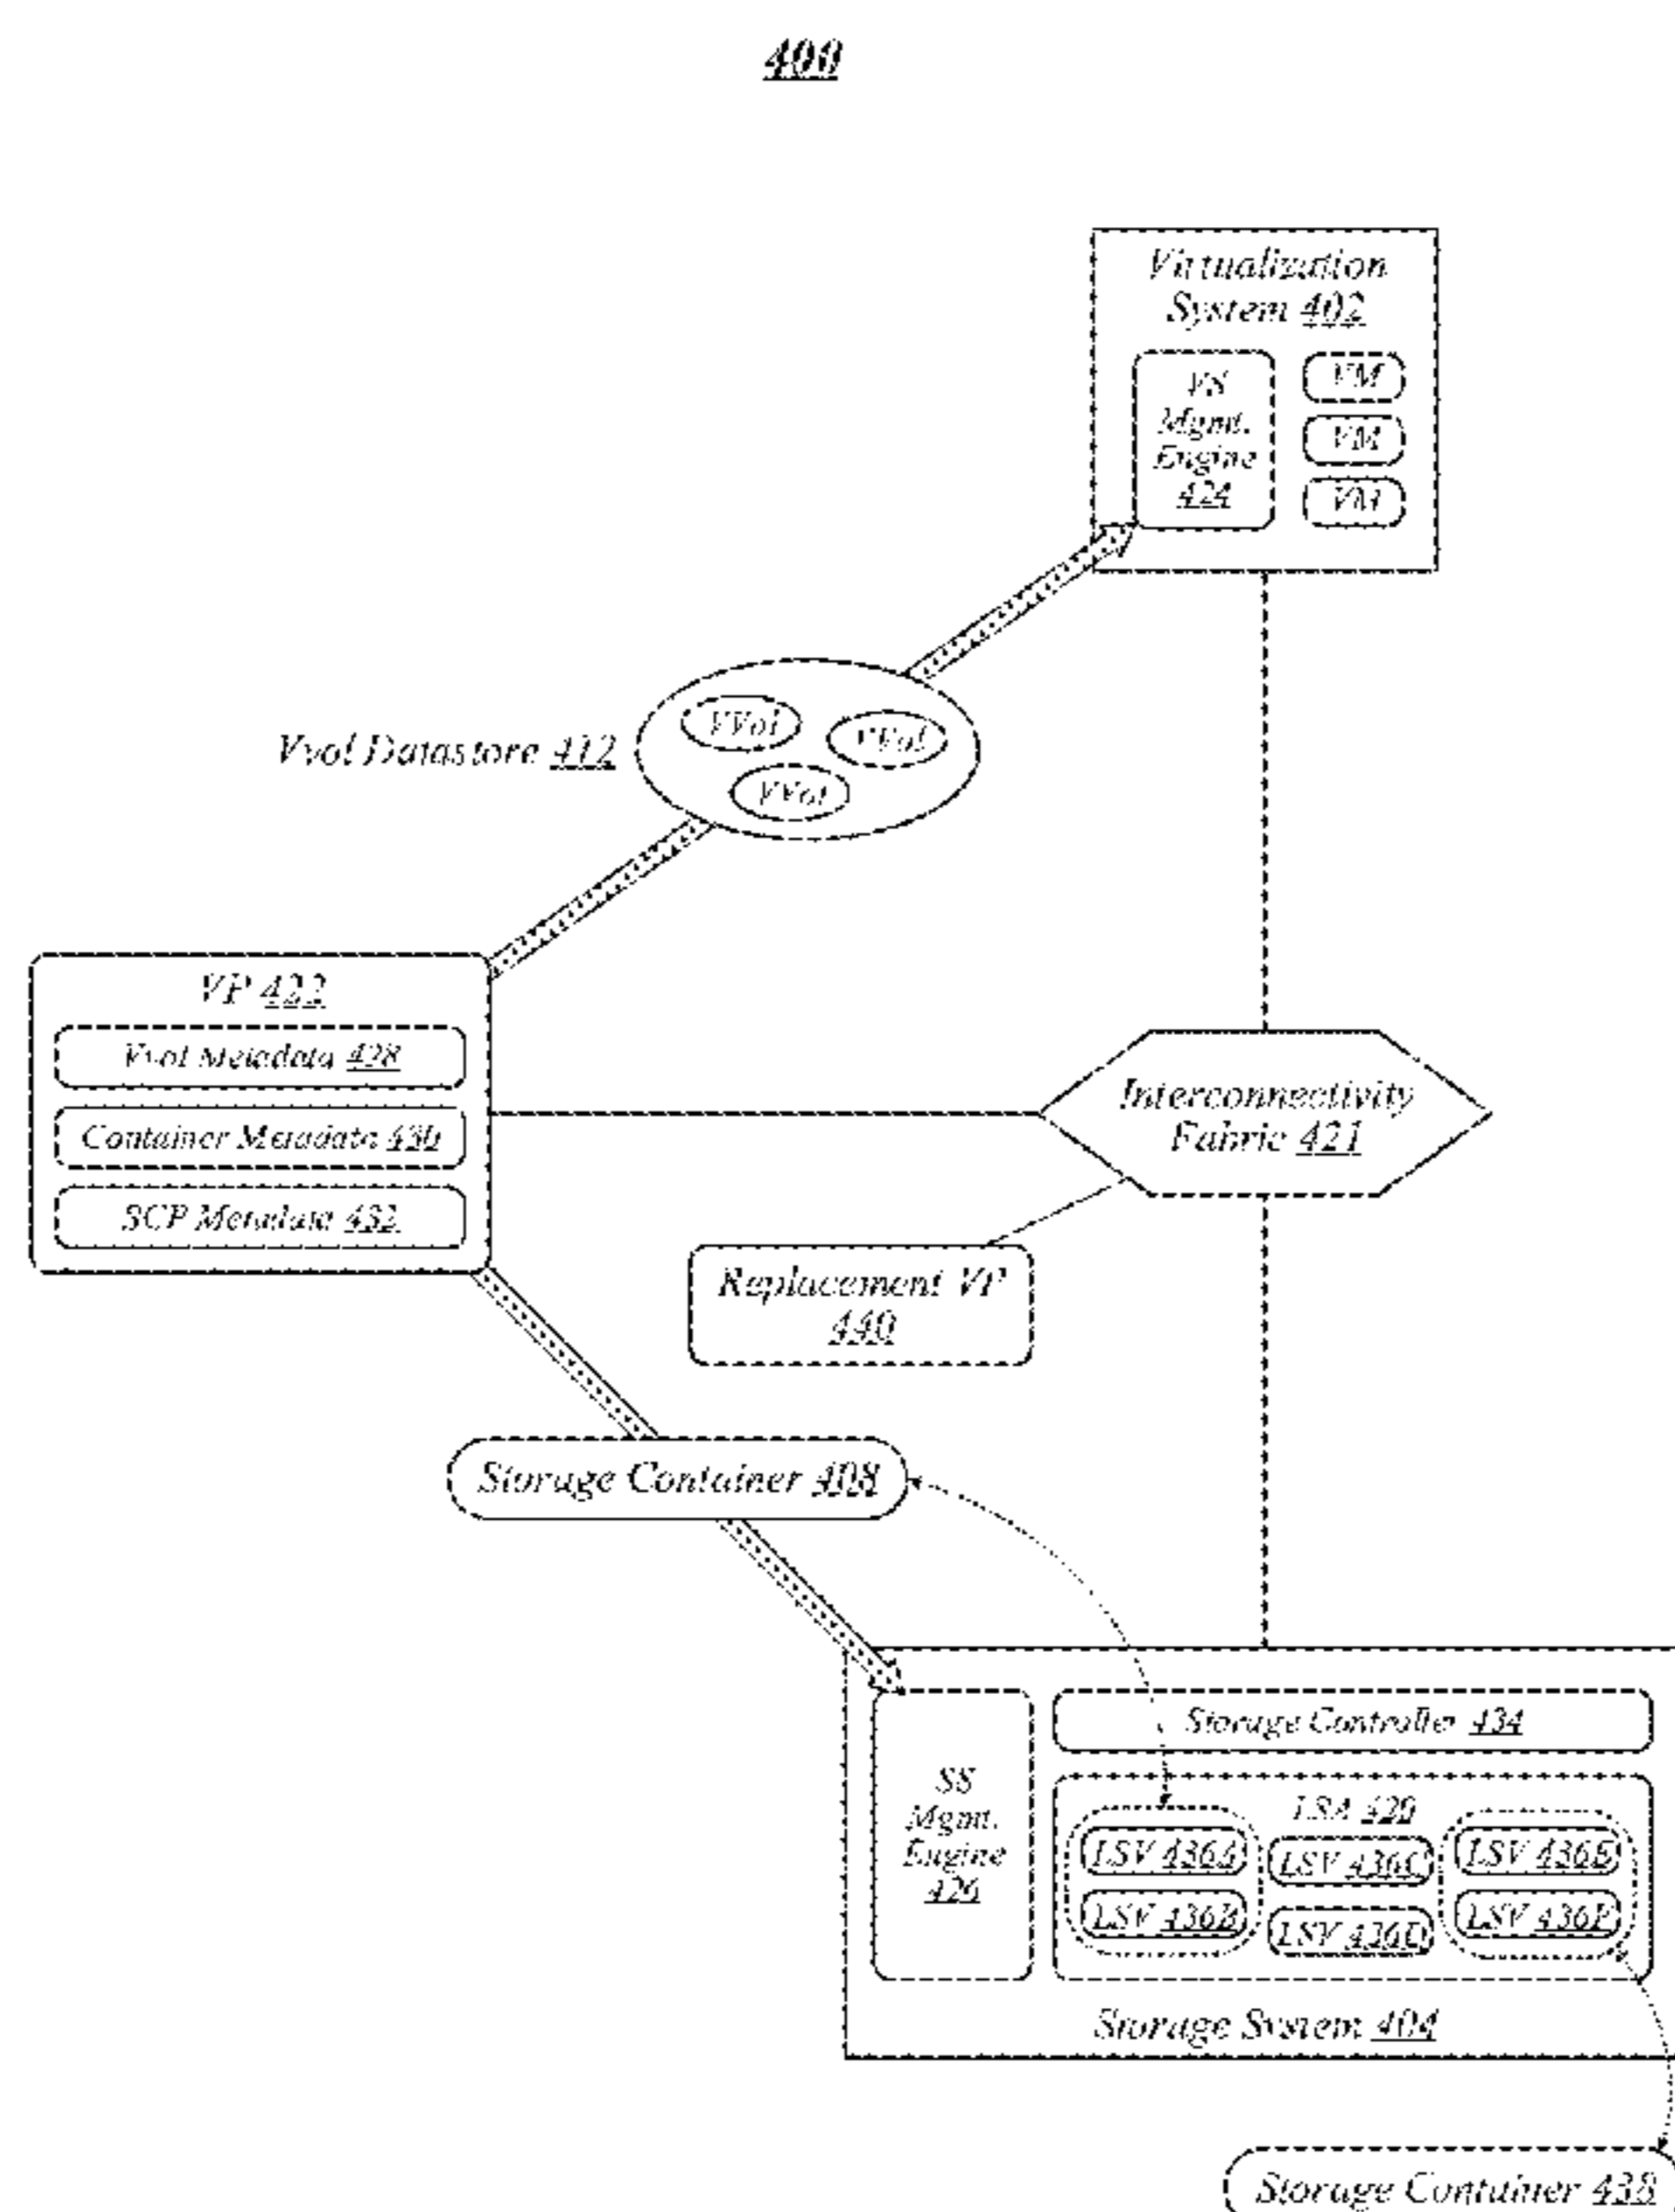 400
Virtualization
System 402
VS
Mgmt.
Engine
424
VM
VM
VM
VVol
VVol
VVol
Vvol Datastore 412
VP 422
Vvol Metadata 428
Container Metadata 430
SCP Metadata 432
Interconnectivity
Fabric 421
Replacement VP
440
Storage Container 408
Storage Controller 434
SS
Mgmt.
Engine
426
LSA 420
LSV 436A
LSV 436C
LSV 436E
LSV 436B
LSV 436D
LSV 436F
Storage System 404
Storage Container 438